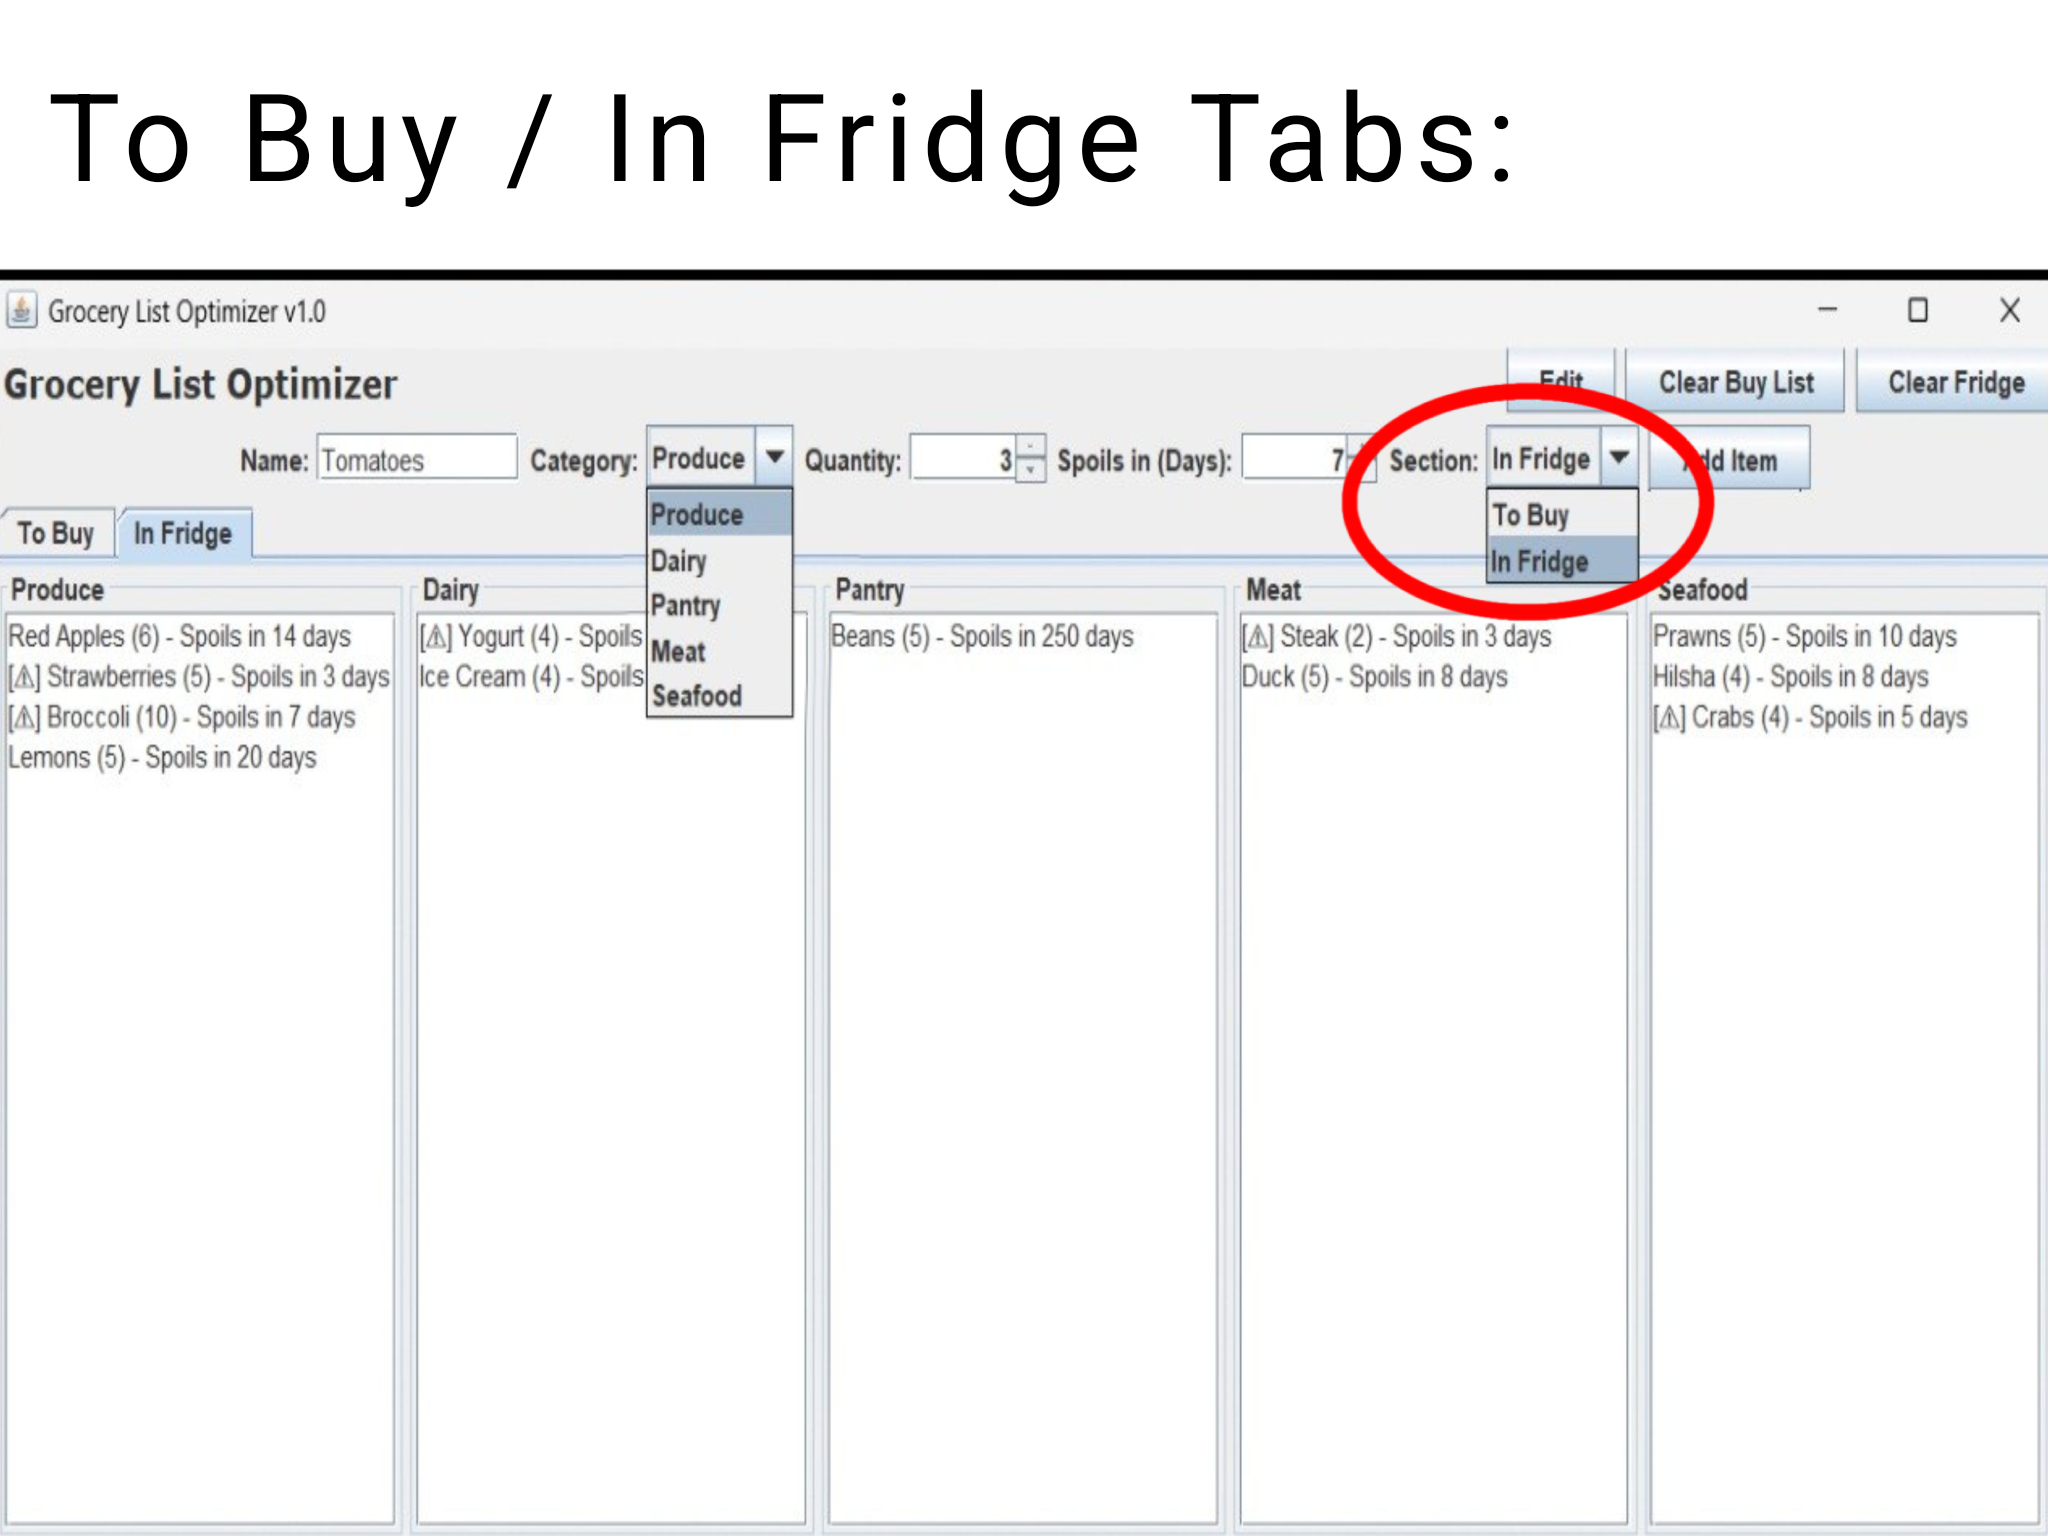 To Buy / In Fridge Tabs:
Grocery List Optimizer v1.0
Grocery List Optimizer
Edit
Clear Buy List
Clear Fridge
Name: Tomatoes Category: Produce Quantity: 3 Spoils in (Days): 7 Section: In Fridge Add Item
Produce
Dairy
Pantry
Meat
Seafood
To Buy
In Fridge
To Buy
In Fridge
Produce
Red Apples (6) - Spoils in 14 days
[⚠] Strawberries (5) - Spoils in 3 days
[⚠] Broccoli (10) - Spoils in 7 days
Lemons (5) - Spoils in 20 days
Dairy
[⚠] Yogurt (4) - Spoils
Ice Cream (4) - Spoils
Pantry
Beans (5) - Spoils in 250 days
Meat
[⚠] Steak (2) - Spoils in 3 days
Duck (5) - Spoils in 8 days
Seafood
Prawns (5) - Spoils in 10 days
Hilsha (4) - Spoils in 8 days
[⚠] Crabs (4) - Spoils in 5 days